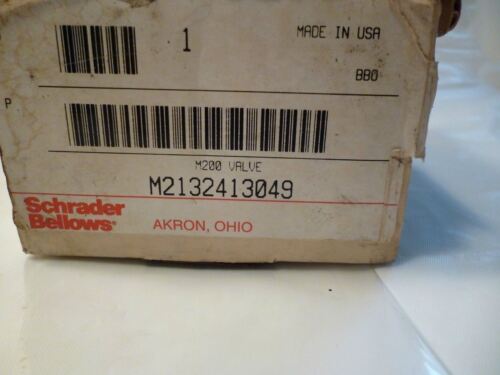 1
MADE IN USA
BBO
P
M200 VALVE
M2132413049
Schrader
Bellows®
AKRON, OHIO